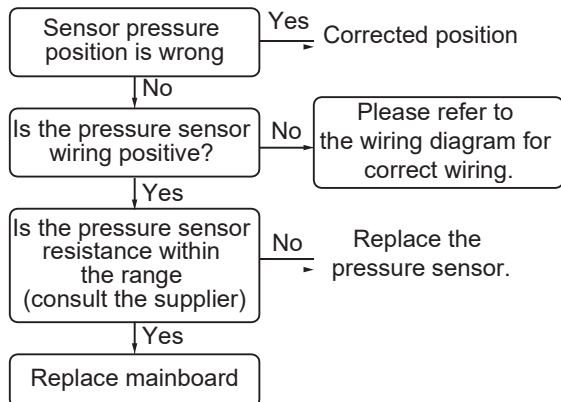 Sensor pressure
position is wrong
Yes
Corrected position
No
Is the pressure sensor
wiring positive?
No
Please refer to
the wiring diagram for
correct wiring.
Yes
Is the pressure sensor
resistance within
the range
(consult the supplier)
No
Replace the
pressure sensor.
Yes
Replace mainboard